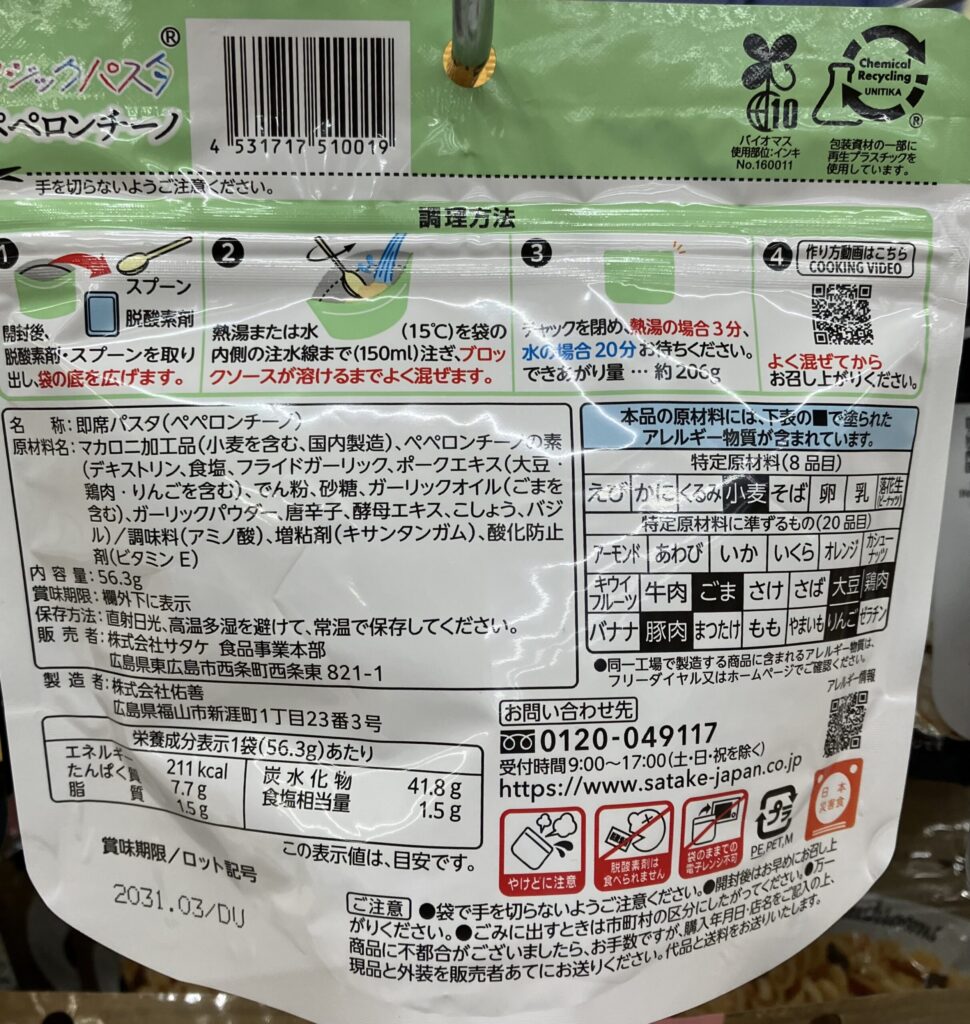 ジックパスタ®
ペペロンチーノ
4 531717 510019
10
バイオマス
使用部位:インキ
No.160011
Chemical
Recycling
UNITIKA
®
包装資材の一部に
再生プラスチックを
使用しています。
手を切らないようご注意ください。
調理方法
1
スプーン
脱酸素剤
開封後、
脱酸素剤・スプーンを取り
出し、袋の底を広げます。
2
熱湯または水 (15℃)を袋の
内側の注水線まで(150ml)注ぎ、ブロッ
クソースが溶けるまでよく混ぜます。
3
チャックを閉め、熱湯の場合3分、
水の場合20分お待ちください。
できあがり量…約206g
4
作り方動画はこちら
COOKING ViDEO
よく混ぜてから
お召し上がりください。
名 称:即席パスタ(ペペロンチーノ)
原材料名:マカロニ加工品(小麦を含む、国内製造)、ペペロンチーノの素
(デキストリン、食塩、フライドガーリック、ポークエキス(大豆・
鶏肉・りんごを含む)、でん粉、砂糖、ガーリックオイル(ごまを
含む)、ガーリックパウダー、唐辛子、酵母エキス、こしょう、バジ
ル)/調味料(アミノ酸)、増粘剤(キサンタンガム)、酸化防止
剤(ビタミンE)
内容量:56.3g
賞味期限:欄外下に表示
保存方法:直射日光、高温多湿を避けて、常温で保存してください。
販売者:株式会社サタケ 食品事業本部
広島県東広島市西条町西条東821-1
製造者:株式会社佑善
広島県福山市新涯町1丁目23番3号
本品の原材料には、下表の■で塗られた
アレルギー物質が含まれています。
特定原材料(8品目)
えび かに くるみ 小麦 そば 卵 乳 落花生(ピーナッツ)
特定原材料に準ずるもの(20品目)
アーモンド あわび いか いくら オレンジ カシューナッツ
キウイフルーツ 牛肉 ごま さけ さば 大豆 鶏肉
バナナ 豚肉 まつたけ もも やまいも りんご ゼラチン
●同一工場で製造する商品に含まれるアレルギー物質は、
フリーダイヤル又はホームページでご確認ください。
アレルギー情報
栄養成分表示1袋(56.3g)あたり
エネルギー 211kcal
たんぱく質 7.7g
脂質 1.5g
炭水化物 41.8g
食塩相当量 1.5g
この表示値は、目安です。
お問い合わせ先
0120-049117
受付時間9:00〜17:00(土・日・祝を除く)
https://www.satake-japan.co.jp
やけどに注意
脱酸素剤は
食べられません
袋のままでの
電子レンジ不可
プラ
PE,PET,M
日本
災害食
賞味期限/ロット記号
2031.03/DU
ご注意 ●袋で手を切らないようご注意ください。●開封後はお早めにお召し上
がりください。●ごみに出すときは市町村の区分にしたがってください。●万一
商品に不都合がございましたら、お手数ですが、購入年月日・店名をご記入の上、
現品と外装を販売者あてにお送りください。代品と送料をお送りいたします。